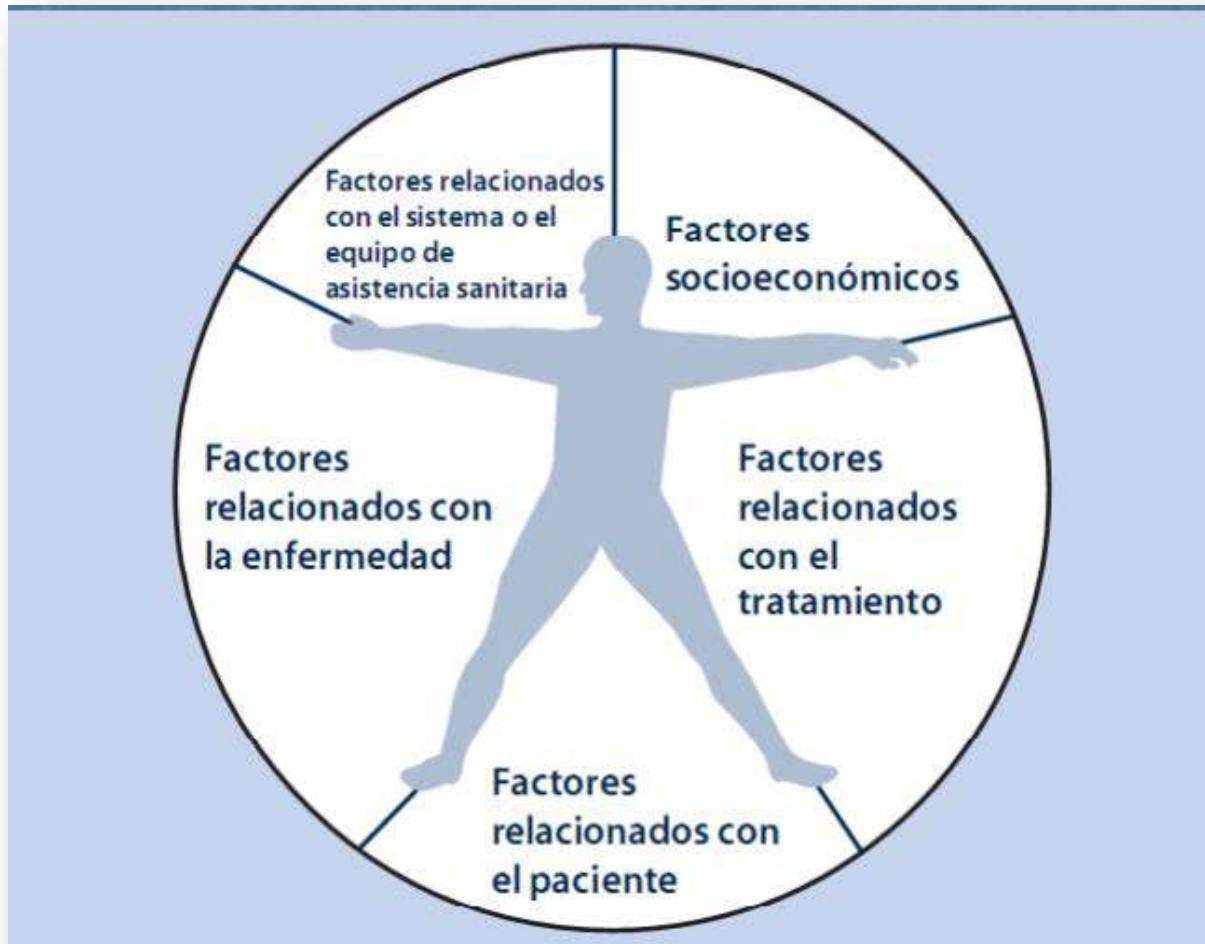 Factores relacionados
con el sistema o el
equipo de
asistencia sanitaria
Factores
socioeconómicos
Factores
relacionados con
la enfermedad
Factores
relacionados
con el
tratamiento
Factores
relacionados con
el paciente